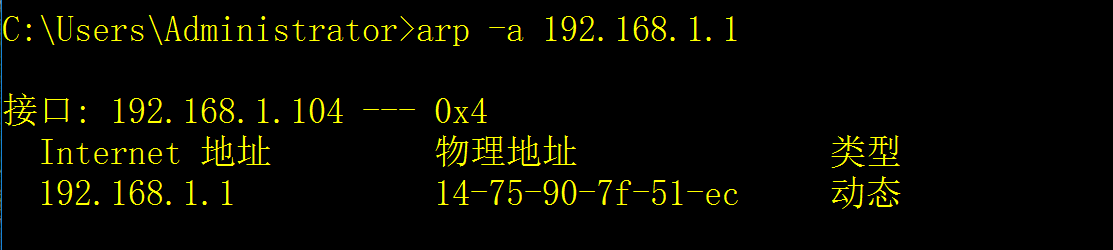 C:\Users\Administrator>arp -a 192.168.1.1
接口: 192.168.1.104 --- 0x4
Internet 地址 物理地址 类型
192.168.1.1 14-75-90-7f-51-ec 动态